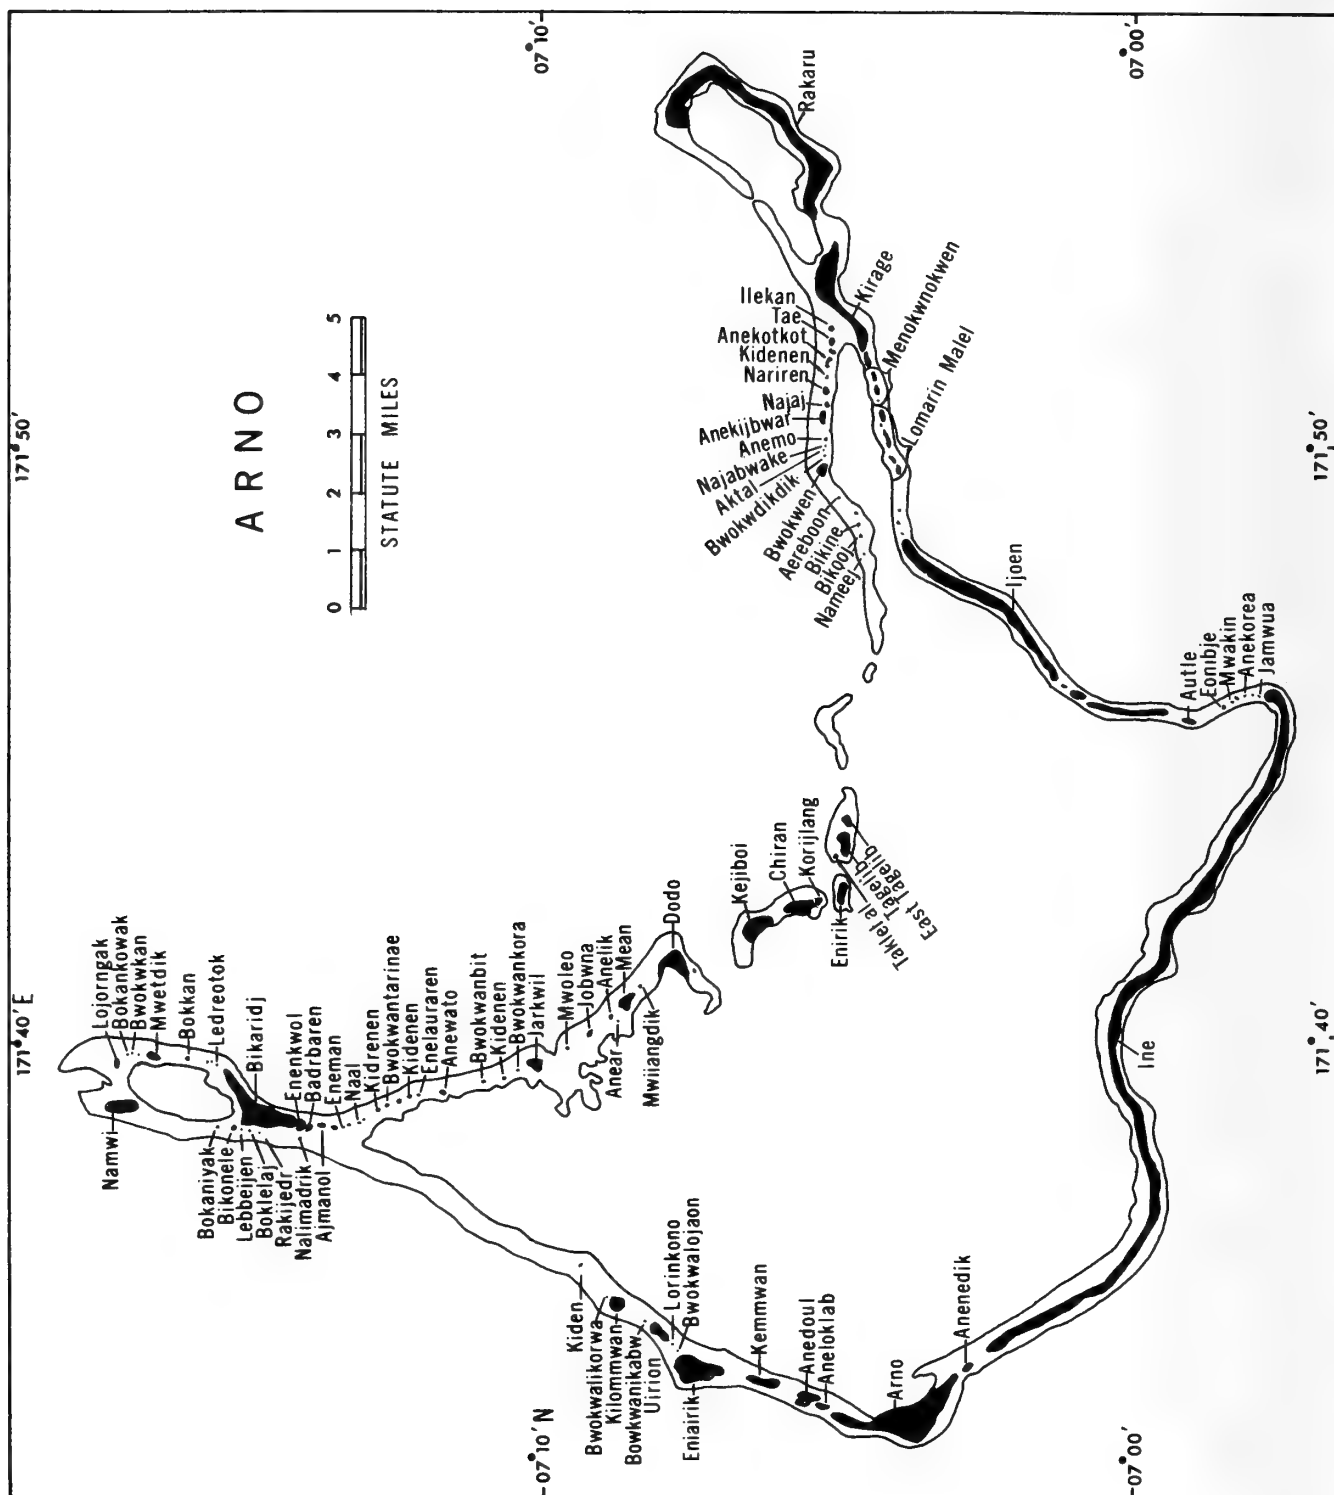 ARNO
0 1 2 3 4 5
STATUTE MILES
171°40′E
171°50′
07°10′
07°00′
171°40′
171°50′
07°10′N
07°00′
Lojorngak
Bokankowak
Bwokwkan
Mwetdik
Bokkan
Ledreotok
Bikaridj
Enenkwol
Badrbaren
Eneman
Naal
Kidrenen
Bwokwantarinae
Kidenen
Enelauraren
Anewato
Bwokwanbit
Kidenen
Bwokwankora
Jarkwil
Mwoleo
Jobwna
Anelik
Mean
Dodo
Anear
Mwiiangdik
Namwi
Bokaniyak
Bikonele
Lebbeijen
Boklelaj
Rakijedr
Nalimadrik
Ajmanol
Kiden
Bwokwalikorwa
Kilommwan
Bowkwanikabw
Uirion
Eniairik
Lorinkono
Bwokwalojaon
Kemmwan
Anedoul
Aneloklab
Arno
Anenedik
Ine
Kejiboi
Chiran
Korijlang
Enirik
Taklel al
Tagelib
East Tagelib
Ilekan
Tae
Anekotkot
Kidenen
Nariren
Najaj
Anekijbwar
Anemo
Najabwake
Aktal
Bwokwdikdik
Bwokwen
Aereboon
Bikine
Bikooj
Nameej
Rakaru
Kirage
Menokwnokwen
Lomarin Malel
Ijoen
Autle
Eonibje
Mwakin
Anekorea
Jamwua